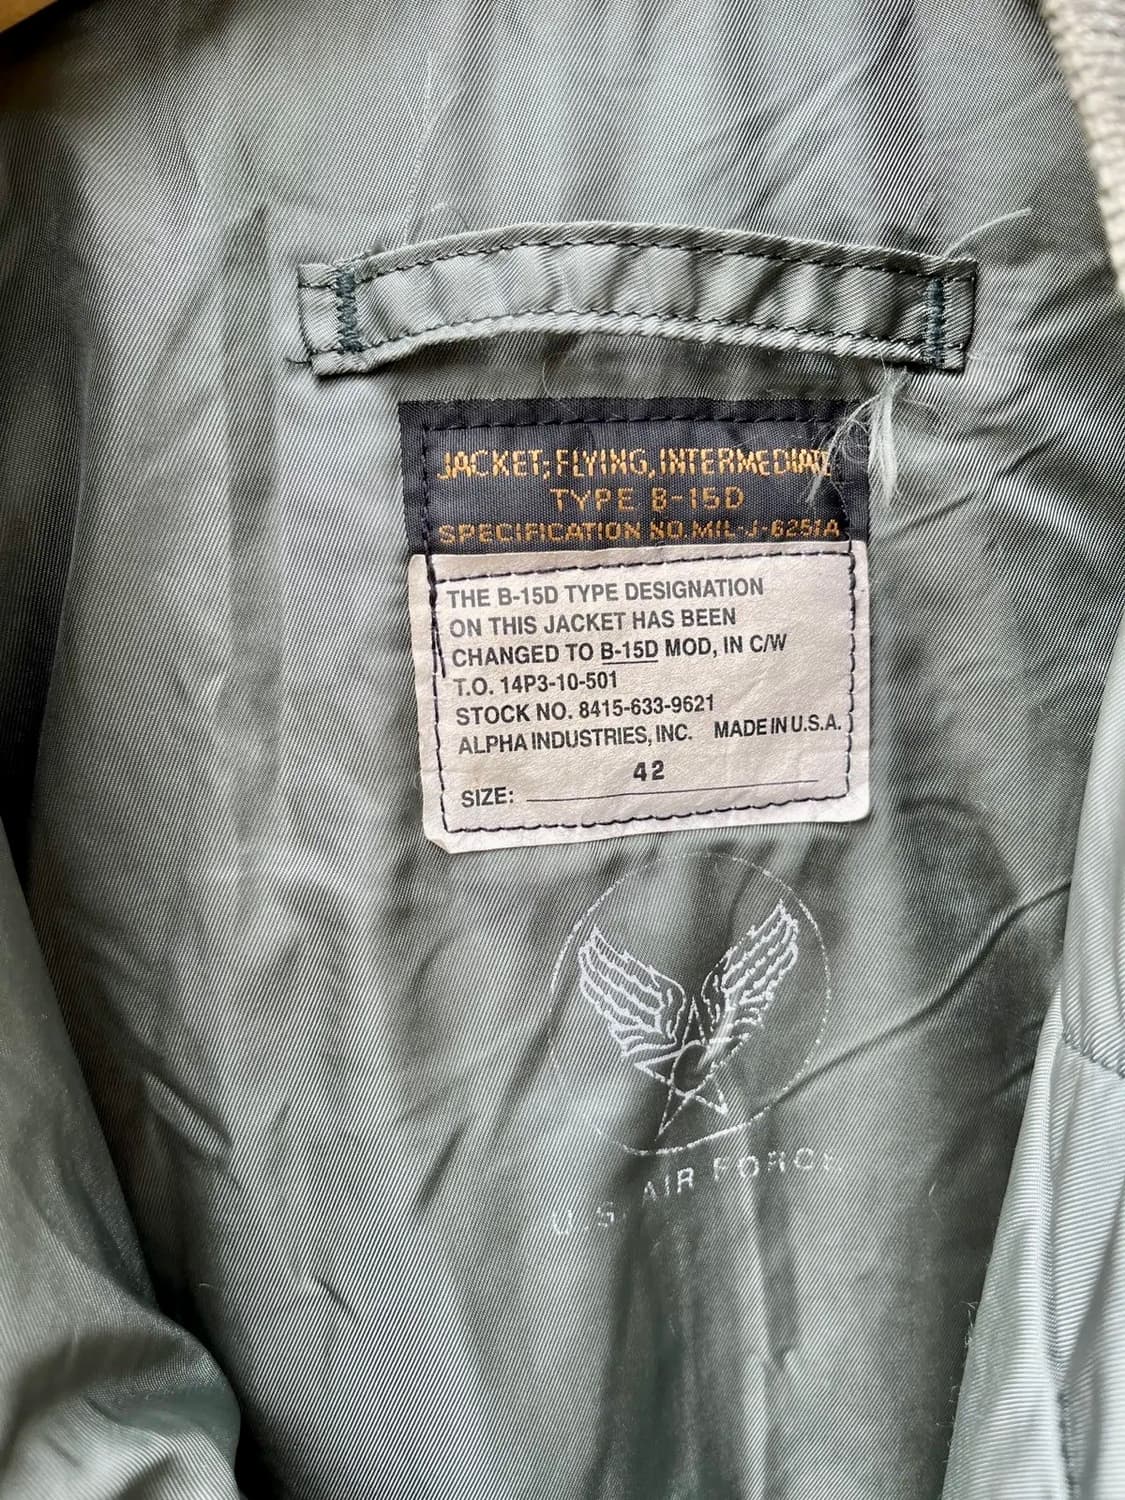 JACKET; FLYING, INTERMEDIATE
TYPE B-15D
SPECIFICATION NO. MIL-J-6251A
THE B-15D TYPE DESIGNATION
ON THIS JACKET HAS BEEN
CHANGED TO B-15D MOD, IN C/W
T.O. 14P3-10-501
STOCK NO. 8415-633-9621
ALPHA INDUSTRIES, INC. MADE IN U.S.A.
42
SIZE:
U.S. AIR FORCE